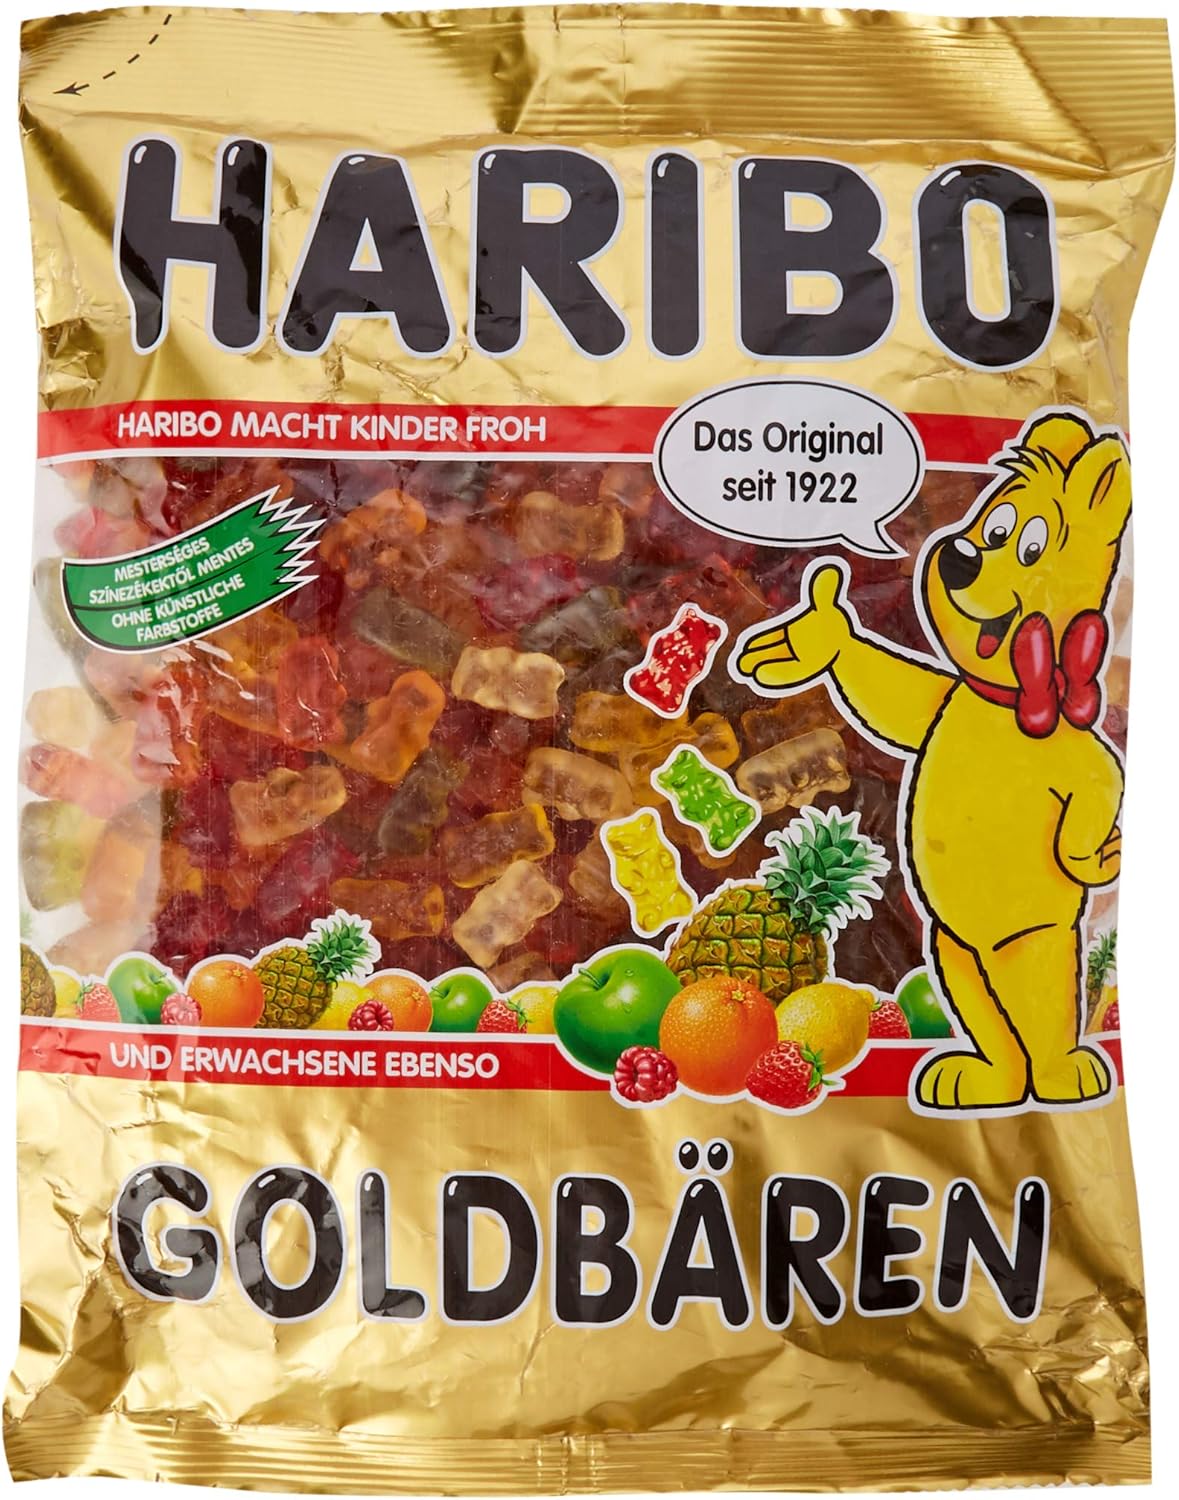 HARIBO
HARIBO MACHT KINDER FROH
Das Original
seit 1922
MESTERSÉGES
SZÍNEZÉKEKTŐL MENTES
OHNE KÜNSTLICHE
FARBSTOFFE
UND ERWACHSENE EBENSO
GOLDBÄREN